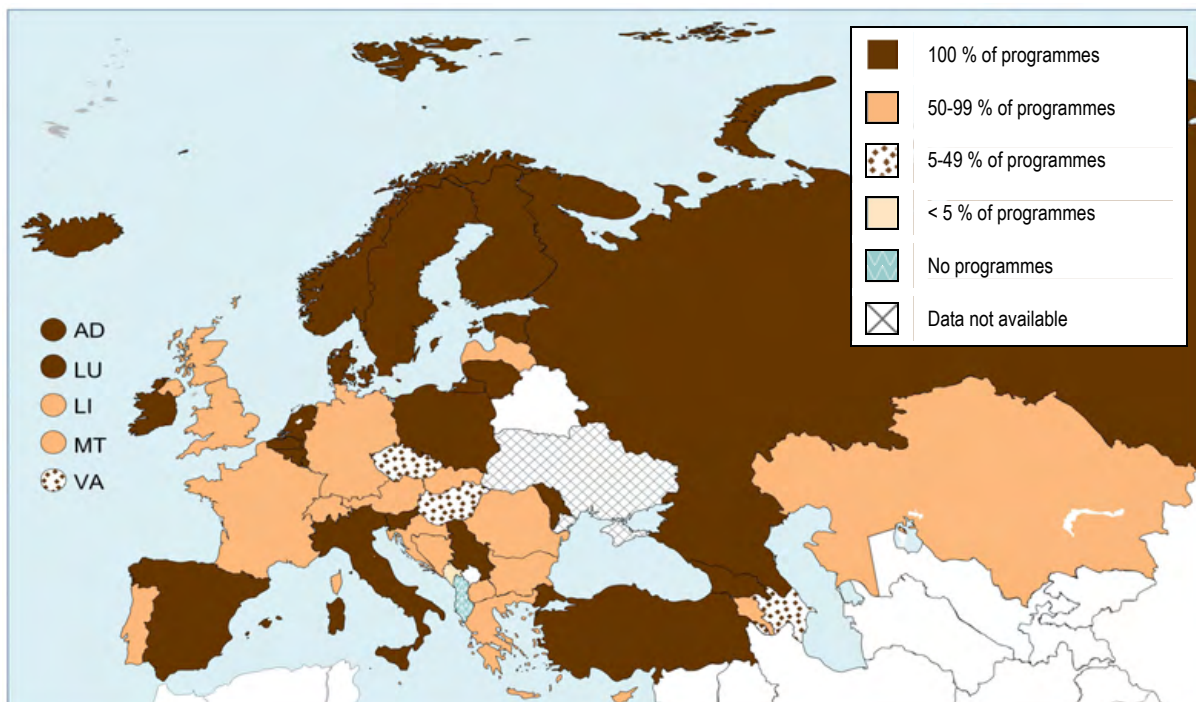 100 % of programmes
50-99 % of programmes
5-49 % of programmes
< 5 % of programmes
No programmes
Data not available
AD
LU
LI
MT
VA